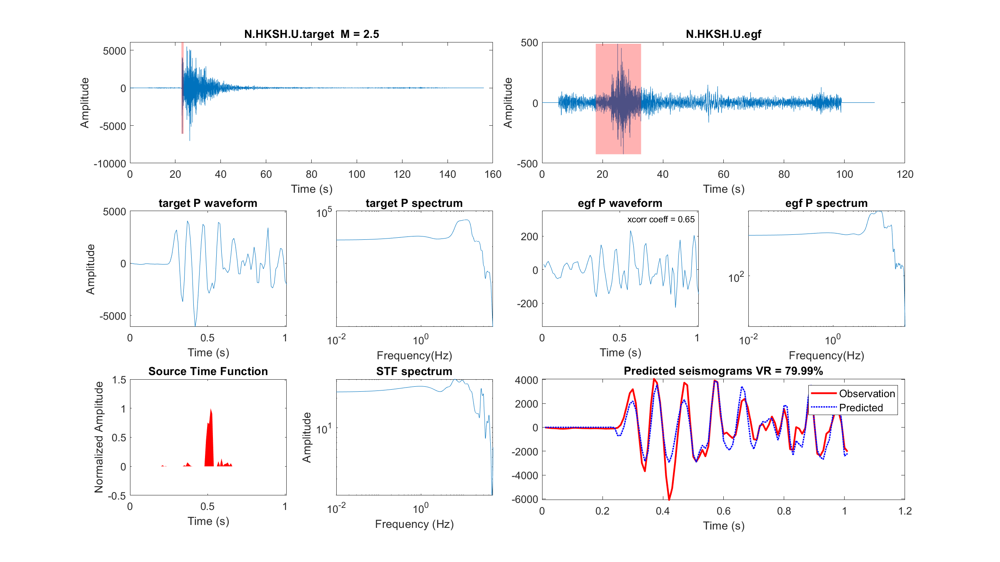 N.HKSH.U.target  M = 2.5
5000
0
-5000
-10000
0 20 40 60 80 100 120 140 160
Amplitude
Time (s)
N.HKSH.U.egf
500
0
-500
0 20 40 60 80 100 120
Amplitude
Time (s)
target P waveform
5000
0
-5000
0 0.5 1
Amplitude
Time (s)
target P spectrum
10^5
10^-2 10^0
Frequency(Hz)
egf P waveform
xcorr coeff = 0.65
200
0
-200
0 0.5 1
Time (s)
egf P spectrum
10^2
10^-2 10^0
Frequency(Hz)
Source Time Function
1.5
1
0.5
0
-0.5
0 0.5 1
Normalized Amplitude
Time (s)
STF spectrum
10^1
10^-2 10^0
Amplitude
Frequency (Hz)
Predicted seismograms VR = 79.99%
4000
2000
0
-2000
-4000
-6000
0 0.2 0.4 0.6 0.8 1 1.2
Observation
Predicted
Time (s)